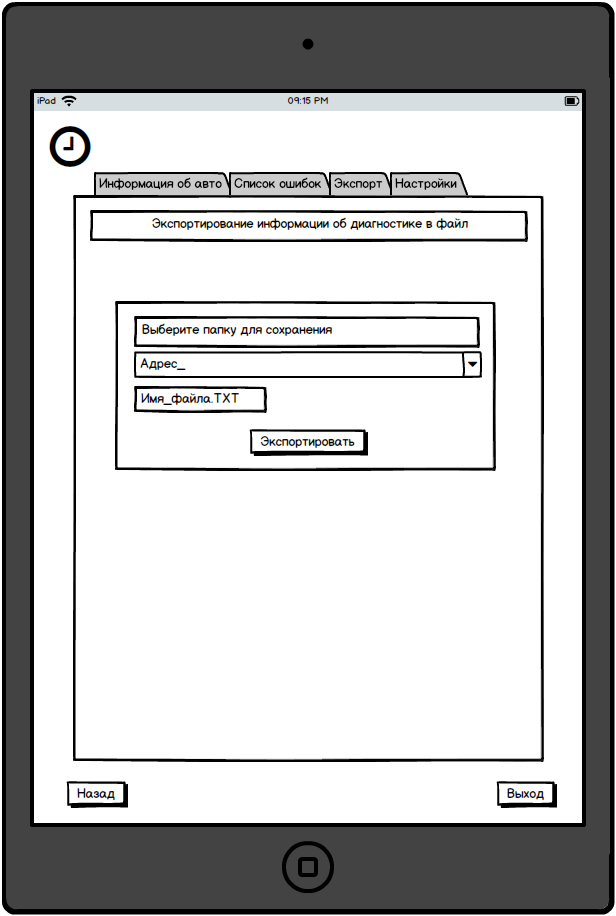 iPad 09:15 PM
Информация об авто Список ошибок Экспорт Настройки
Экспортирование информации об диагностике в файл
Выберите папку для сохранения
Адрес_
Имя_файла.TXT
Экспортировать
Назад Выход